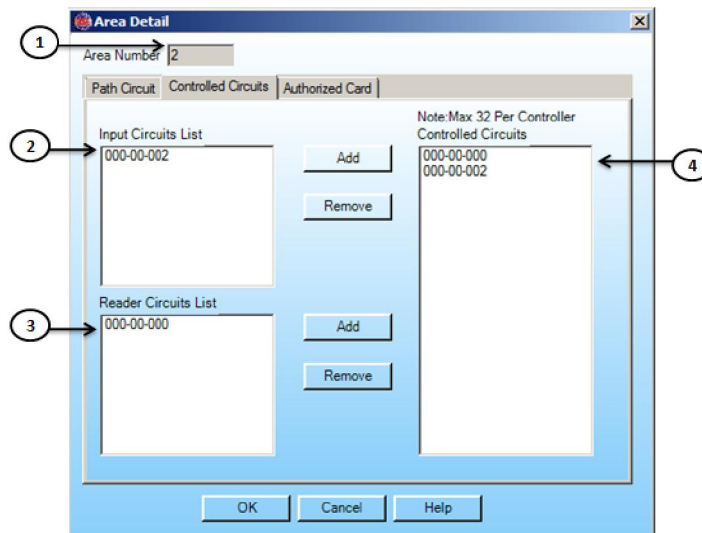 Area Detail
1
Area Number 2
Path Circuit Controlled Circuits Authorized Card
Note:Max 32 Per Controller
Input Circuits List
Controlled Circuits
2
000-00-002
Add
000-00-000
000-00-002
4
Remove
Reader Circuits List
3
000-00-000
Add
Remove
OK Cancel Help